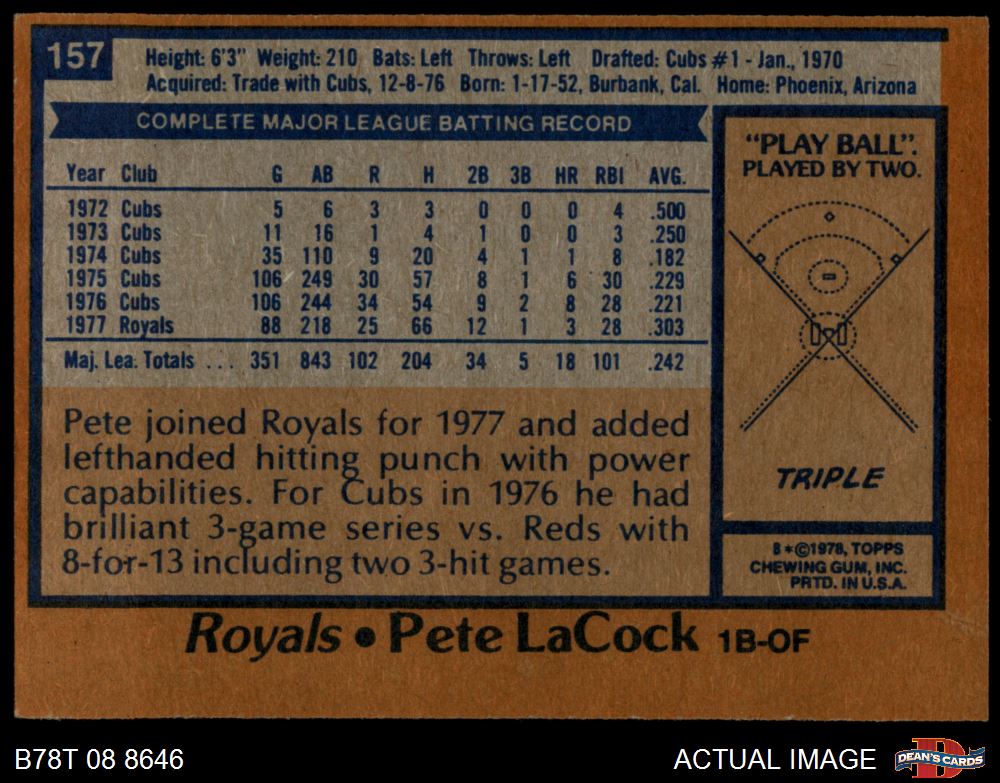 157
Height: 6'3" Weight: 210 Bats: Left Throws: Left Drafted: Cubs #1 - Jan., 1970
Acquired: Trade with Cubs, 12-8-76 Born: 1-17-52, Burbank, Cal. Home: Phoenix, Arizona
COMPLETE MAJOR LEAGUE BATTING RECORD
Year Club G AB R H 2B 3B HR RBI AVG.
1972 Cubs 5 6 3 3 0 0 0 4 .500
1973 Cubs 11 16 1 4 1 0 0 3 .250
1974 Cubs 35 110 9 20 4 1 1 8 .182
1975 Cubs 106 249 30 57 8 1 6 30 .229
1976 Cubs 106 244 34 54 9 2 8 28 .221
1977 Royals 88 218 25 66 12 1 3 28 .303
Maj. Lea. Totals ... 351 843 102 204 34 5 18 101 .242
Pete joined Royals for 1977 and added
lefthanded hitting punch with power
capabilities. For Cubs in 1976 he had
brilliant 3-game series vs. Reds with
8-for-13 including two 3-hit games.
"PLAY BALL".
PLAYED BY TWO.
TRIPLE
B*©1978, TOPPS
CHEWING GUM, INC.
PRTD. IN U.S.A.
Royals • Pete LaCock 1B-OF
B78T 08 8646
ACTUAL IMAGE
D
DEAN'S CARDS